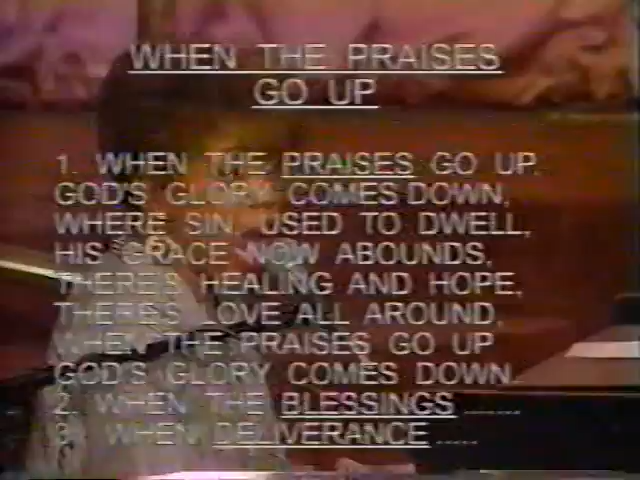 WHEN THE PRAISES
GO UP
1. WHEN THE PRAISES GO UP,
GOD'S GLORY COMES DOWN,
WHERE SIN, USED TO DWELL,
HIS GRACE NOW ABOUNDS,
THERE'S HEALING AND HOPE,
THERE'S LOVE ALL AROUND,
WHEN THE PRAISES GO UP
GOD'S GLORY COMES DOWN.
2. WHEN THE BLESSINGS ......
3. WHEN DELIVERANCE .....